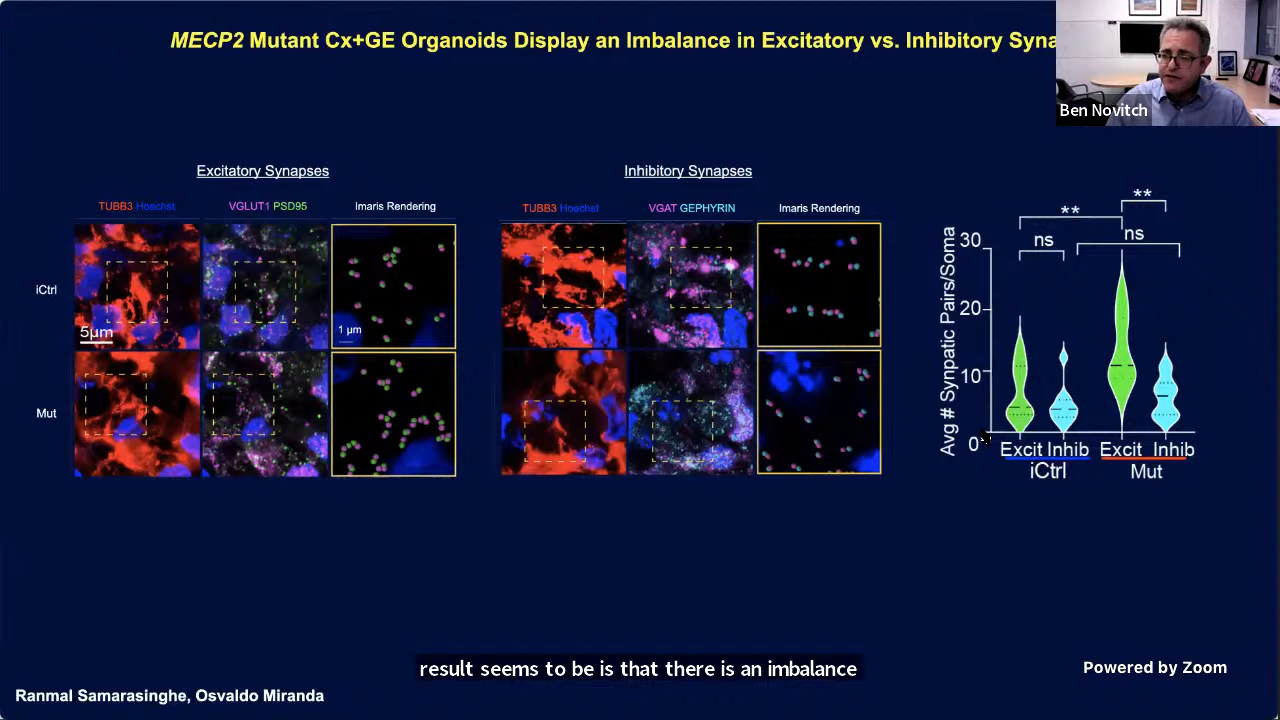 MECP2 Mutant Cx+GE Organoids Display an Imbalance in Excitatory vs. Inhibitory Syna
Ben Novitch
Excitatory Synapses
Inhibitory Synapses
TUBB3 Hoechst
VGLUT1 PSD95
Imaris Rendering
TUBB3 Hoechst
VGAT GEPHYRIN
Imaris Rendering
iCtrl
5µm
1 µm
Mut
Avg # Synpatic Pairs/Soma
30
20
10
0
**
**
ns
ns
Excit Inhib Excit Inhib
iCtrl Mut
result seems to be is that there is an imbalance
Powered by Zoom
Ranmal Samarasinghe, Osvaldo Miranda